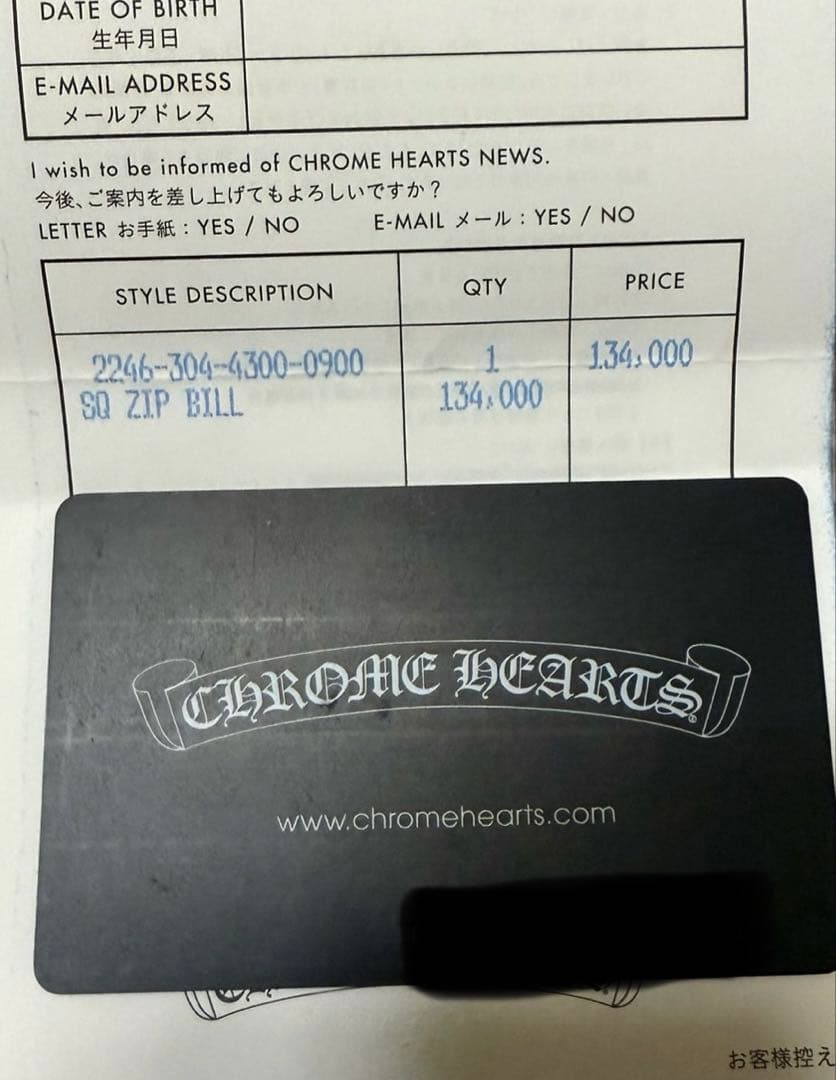 DATE OF BIRTH
生年月日
E-MAIL ADDRESS
メールアドレス
I wish to be informed of CHROME HEARTS NEWS.
今後、ご案内を差し上げてもよろしいですか？
LETTER お手紙 : YES / NO E-MAIL メール : YES / NO
STYLE DESCRIPTION QTY PRICE
2246-304-4300-0900 1 134,000
SQ ZIP BILL 134,000
CHROME HEARTS®
www.chromehearts.com
お客様控え